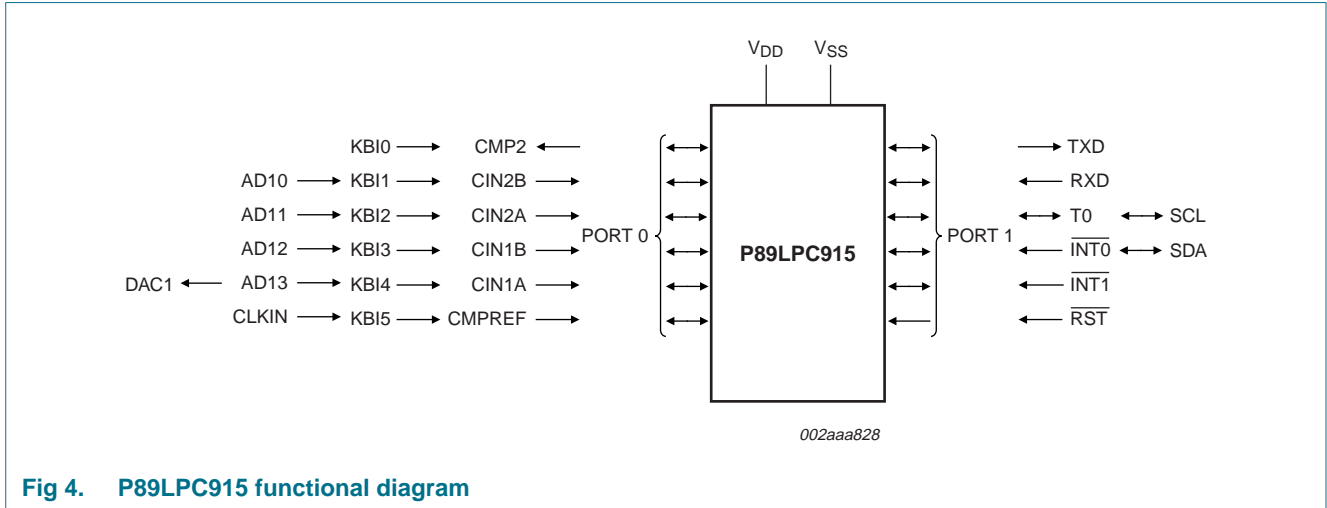 VDD VSS
KBI0 CMP2 TXD
AD10 KBI1 CIN2B RXD
AD11 KBI2 CIN2A T0 SCL
PORT 0 P89LPC915 PORT 1
AD12 KBI3 CIN1B INT0 SDA
DAC1 AD13 KBI4 CIN1A INT1
CLKIN KBI5 CMPREF RST
002aaa828
Fig 4. P89LPC915 functional diagram